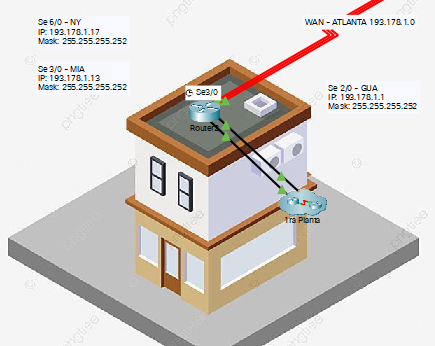 Se 6/0 - NY
IP: 193.178.1.17
Mask: 255.255.255.252
WAN - ATLANTA 193.178.1.0
Se 3/0 - MIA
IP: 193.178.1.13
Mask: 255.255.255.252
Se 2/0 - GUA
IP: 193.178.1.1
Mask: 255.255.255.252
Se3/0
Router2
1ra Planta
pngtree